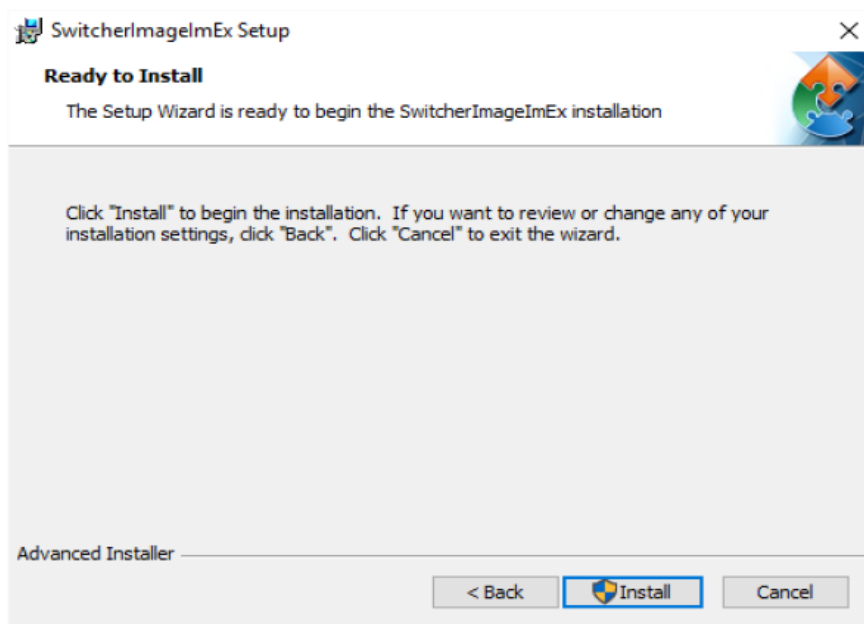 SwitcherImageImEx Setup
Ready to Install
The Setup Wizard is ready to begin the SwitcherImageImEx installation
Click "Install" to begin the installation. If you want to review or change any of your
installation settings, click "Back". Click "Cancel" to exit the wizard.
Advanced Installer
< Back
Install
Cancel